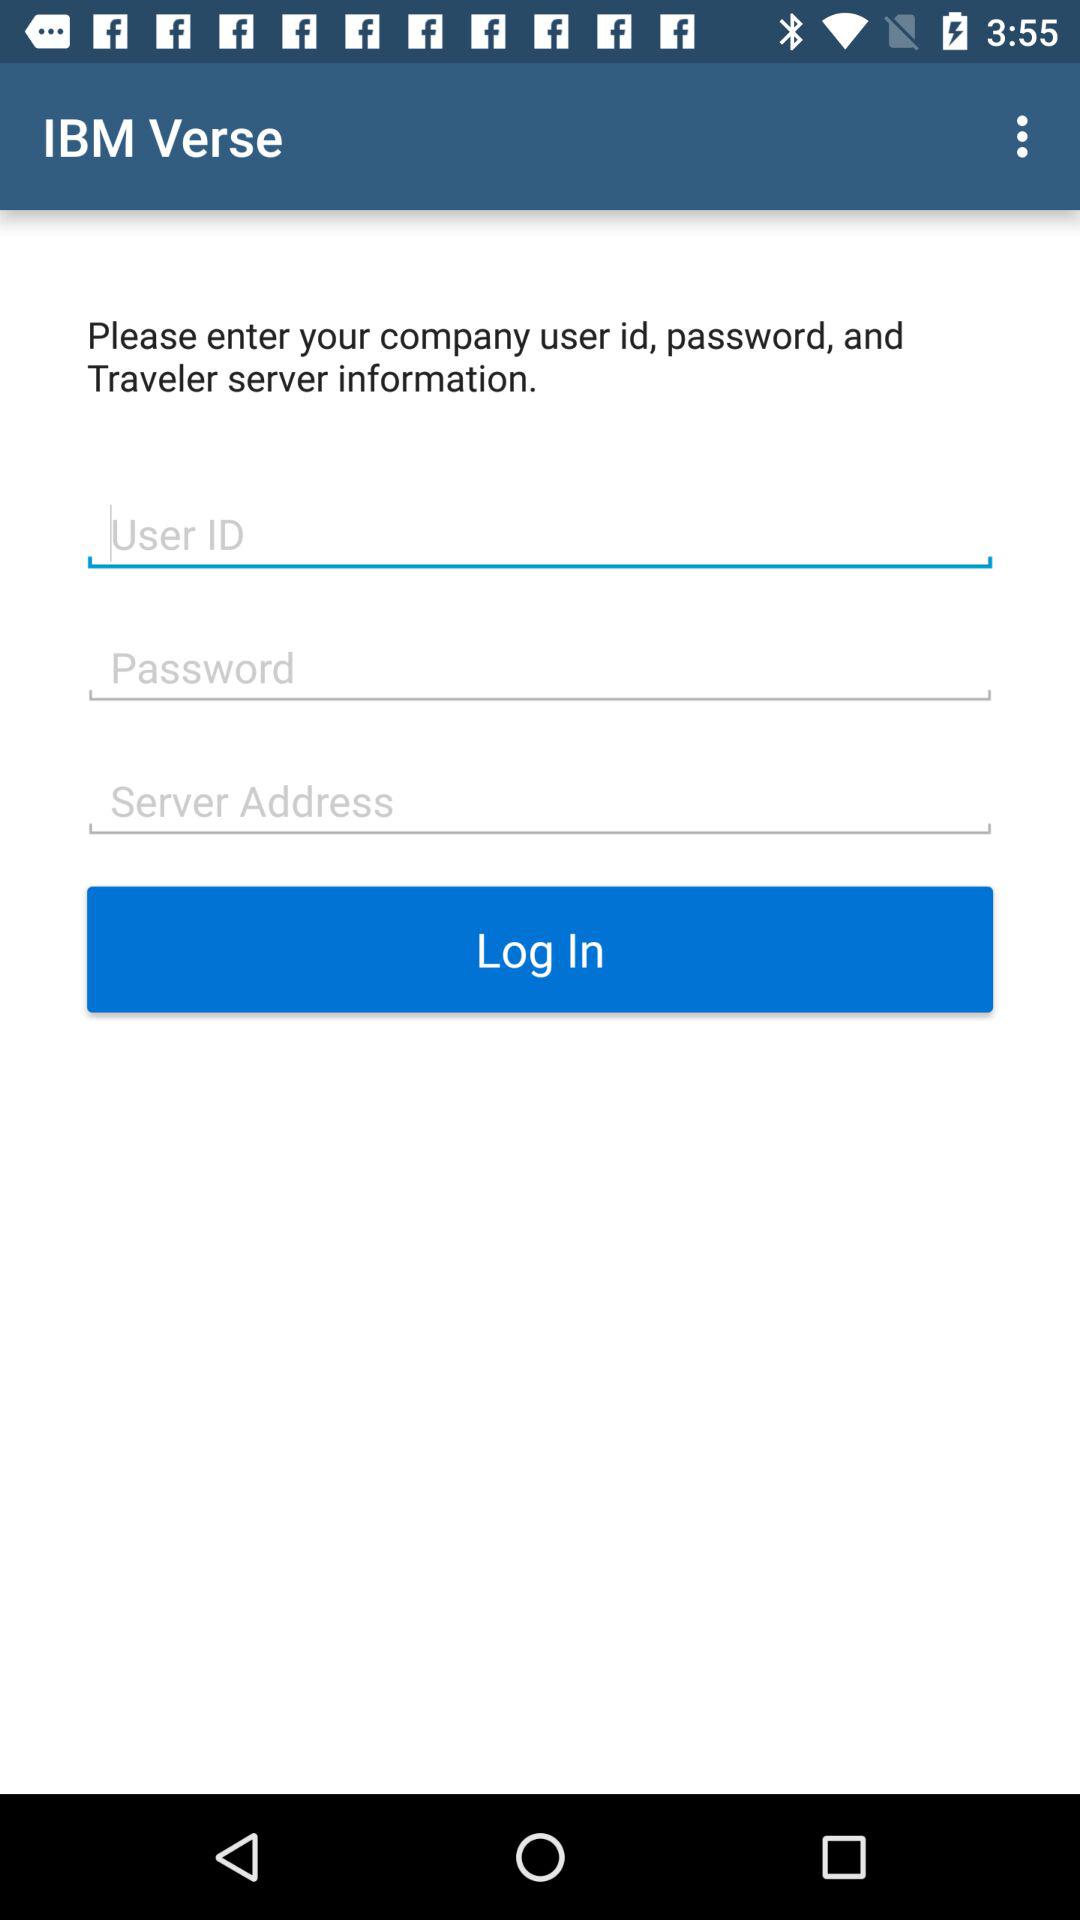 3:55
IBM Verse
Please enter your company user id, password, and
Traveler server information.
User ID
Password
Server Address
Log In